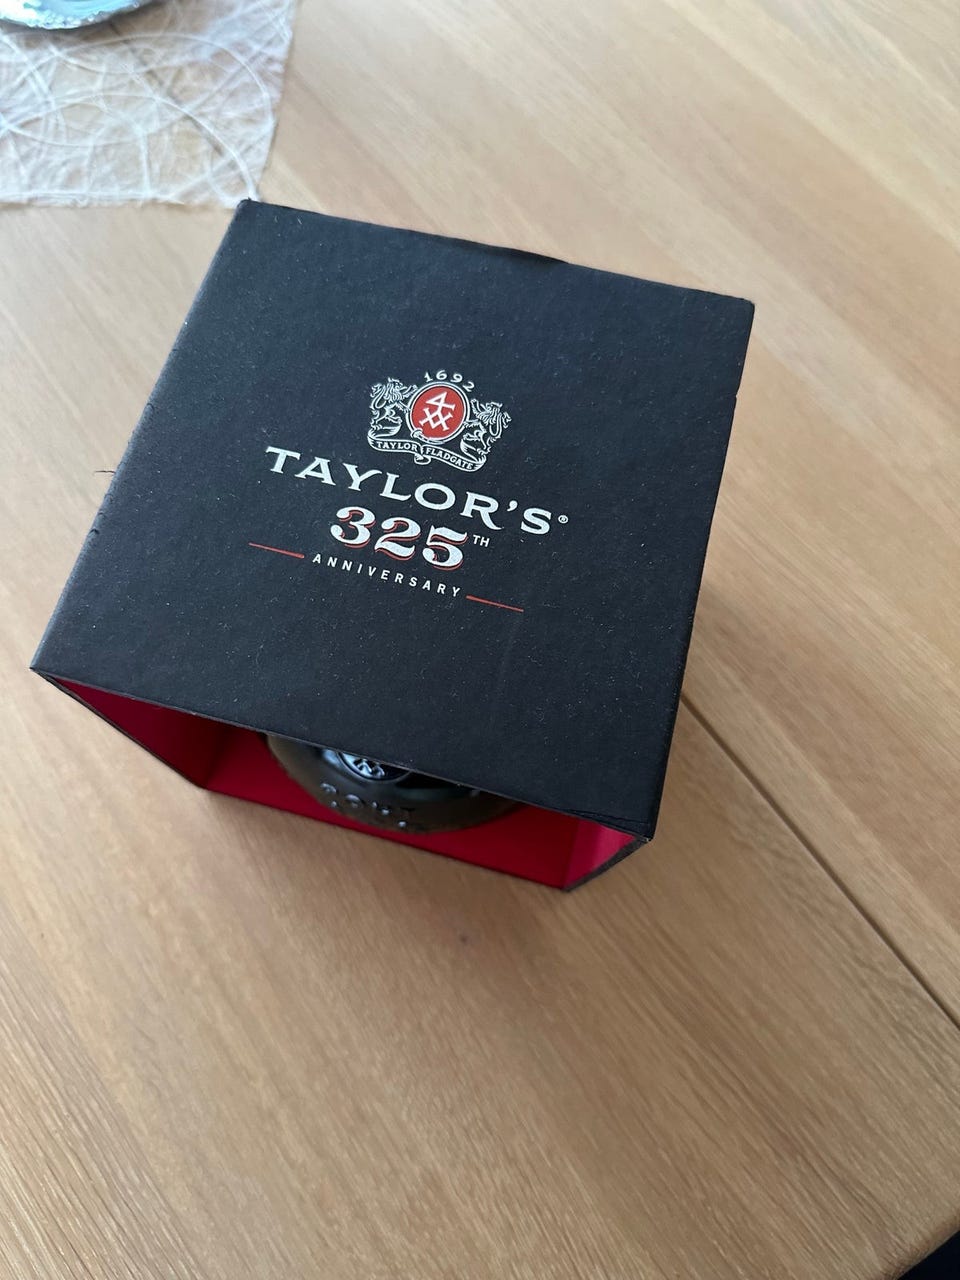 1692
TAYLOR FLADGATE
TAYLOR'S®
325TH
ANNIVERSARY